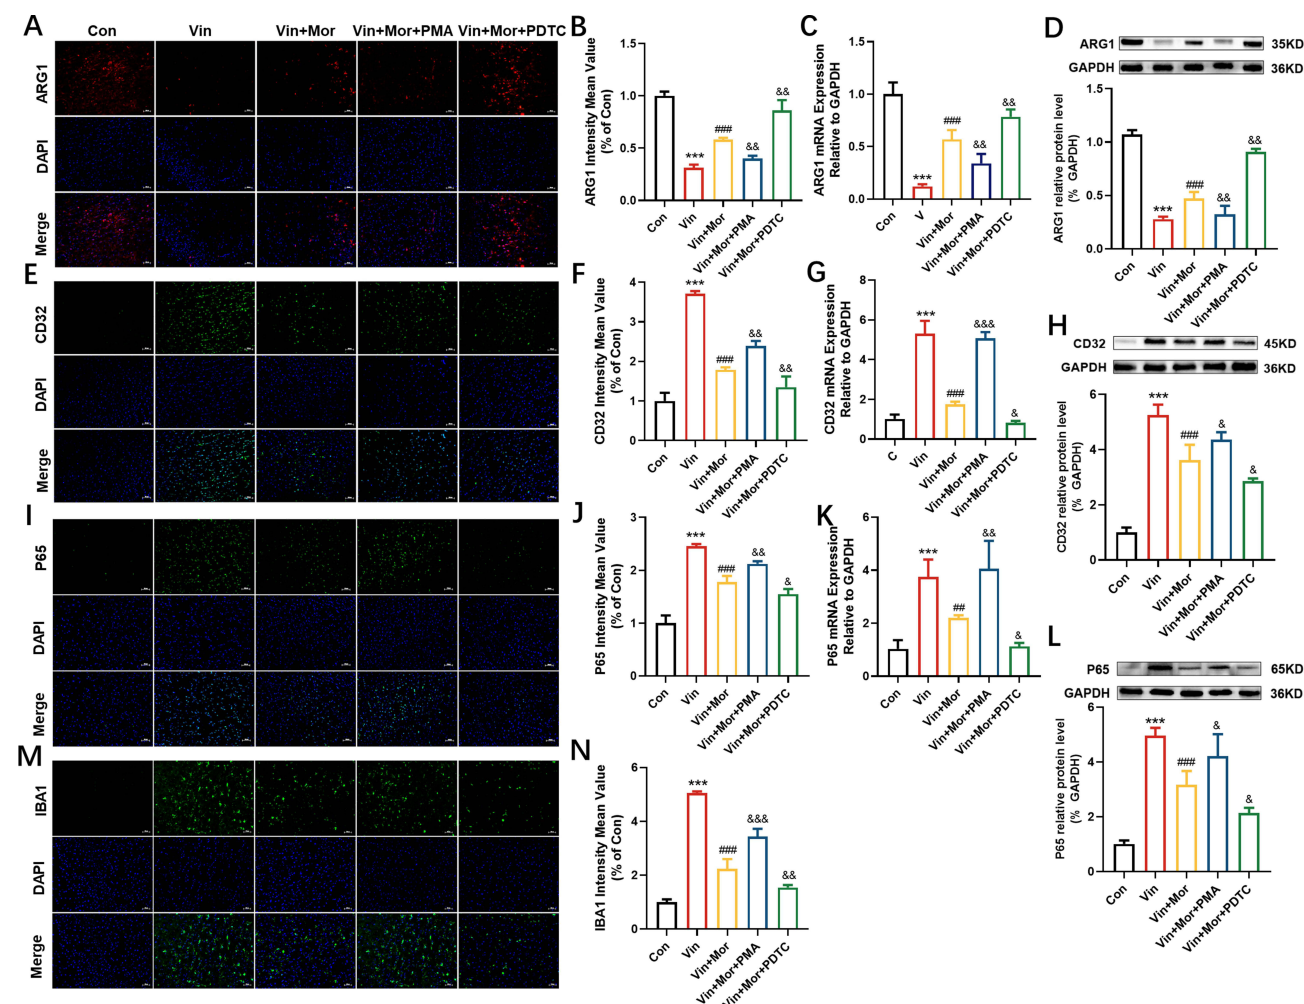 A
Con
Vin
Vin+Mor
Vin+Mor+PMA
Vin+Mor+PDTC
ARG1
DAPI
Merge
B
ARG1 Intensity Mean Value
(% of Con)
1.5
1.0
0.5
0.0
***
###
&&
&&
Con
Vin
Vin+Mor
Vin+Mor+PMA
Vin+Mor+PDTC
C
ARG1 mRNA Expression
Relative to GAPDH
1.5
1.0
0.5
0.0
***
###
&&
&&
Con
V
Vin+Mor
Vin+Mor+PMA
Vin+Mor+PDTC
D
ARG1
35KD
GAPDH
36KD
ARG1 relative protein level
(% GAPDH)
1.5
1.0
0.5
0.0
***
###
&&
&&
Con
Vin
Vin+Mor
Vin+Mor+PMA
Vin+Mor+PDTC
E
CD32
DAPI
Merge
F
CD32 Intensity Mean Value
(% of Con)
4
3
2
1
0
***
###
&&
&&
Con
Vin
Vin+Mor
Vin+Mor+PMA
Vin+Mor+PDTC
G
CD32 mRNA Expression
Relative to GAPDH
8
6
4
2
0
***
###
&&&
&
C
Vin
Vin+Mor
Vin+Mor+PMA
Vin+Mor+PDTC
H
CD32
45KD
GAPDH
36KD
CD32 relative protein level
(% GAPDH)
6
4
2
0
***
###
&
&
Con
Vin
Vin+Mor
Vin+Mor+PMA
Vin+Mor+PDTC
I
P65
DAPI
Merge
J
P65 Intensity Mean Value
(% of Con)
3
2
1
0
***
###
&&
&
Con
Vin
Vin+Mor
Vin+Mor+PMA
Vin+Mor+PDTC
K
P65 mRNA Expression
Relative to GAPDH
6
4
2
0
***
##
&&
&
Con
Vin
Vin+Mor
Vin+Mor+PMA
Vin+Mor+PDTC
L
P65
65KD
GAPDH
36KD
P65 relative protein level
(% GAPDH)
6
4
2
0
***
###
&
&
Con
Vin
Vin+Mor
Vin+Mor+PMA
Vin+Mor+PDTC
M
IBA1
DAPI
Merge
N
IBA1 Intensity Mean Value
(% of Con)
6
4
2
0
***
###
&&&
&&
Con
Vin
Vin+Mor
Vin+Mor+PMA
Vin+Mor+PDTC